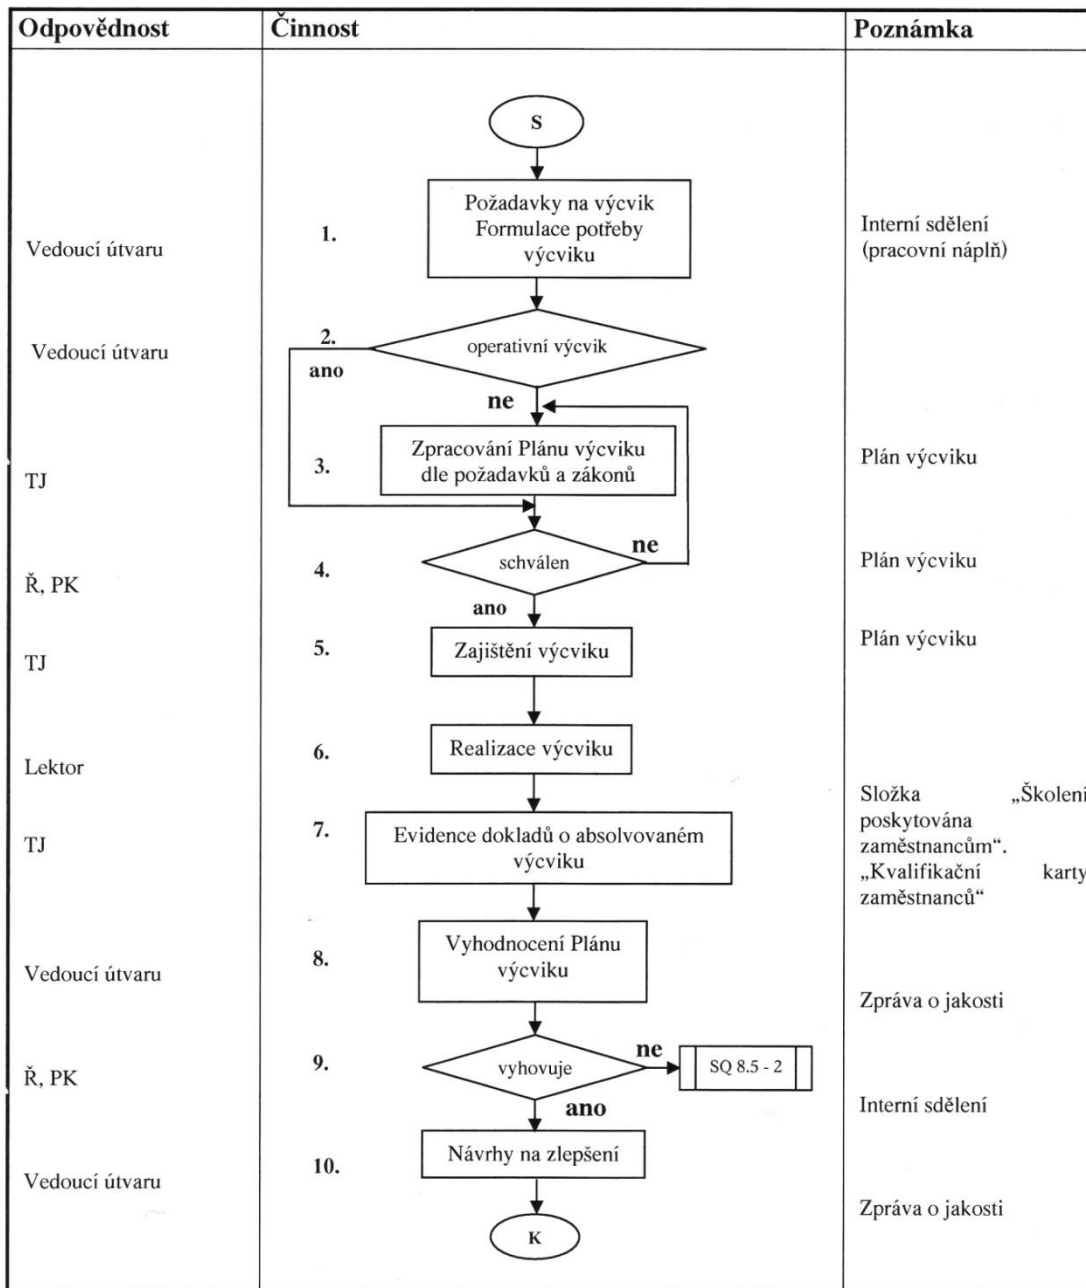 Odpovědnost
Činnost
Poznámka
S
Vedoucí útvaru
1.
Požadavky na výcvik
Formulace potřeby
výcviku
Interní sdělení
(pracovní náplň)
Vedoucí útvaru
2.
operativní výcvik
ano
ne
TJ
3.
Zpracování Plánu výcviku
dle požadavků a zákonů
Plán výcviku
Ř, PK
4.
schválen
ne
ano
Plán výcviku
TJ
5.
Zajištění výcviku
Plán výcviku
Lektor
6.
Realizace výcviku
TJ
7.
Evidence dokladů o absolvovaném
výcviku
Složka „Školení
poskytována
zaměstnancům“.
„Kvalifikační karty
zaměstnanců“
Vedoucí útvaru
8.
Vyhodnocení Plánu
výcviku
Zpráva o jakosti
Ř, PK
9.
vyhovuje
ne
SQ 8.5 - 2
ano
Interní sdělení
Vedoucí útvaru
10.
Návrhy na zlepšení
Zpráva o jakosti
K